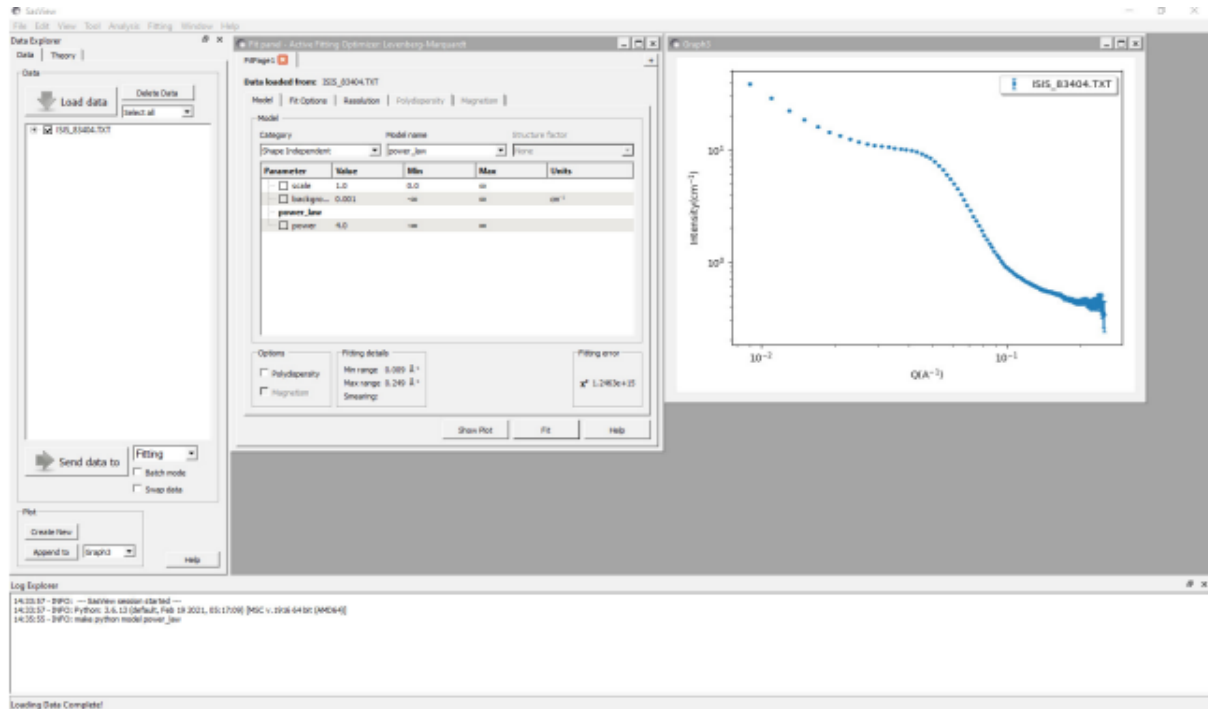 SasView
File Edit View Tool Analysis Fitting Window Help
Data Explorer
Data Theory
Data
Load data
Delete Data
Select all
ISIS_83404.TXT
Send data to
Fitting
Batch mode
Swap data
Plot
Create New
Append to
Graph3
Help
Fit panel - Active Fitting Optimizer: Levenberg-Marquardt
FitPage1
Data loaded from: ISIS_83404.TXT
Model Fit Options Resolution Polydispersity Magnetism
Model
Category Model name Structure factor
Shape Independent power_law None
Parameter Value Min Max Units
scale 1.0 0.0 ∞
backgro... 0.001 -∞ ∞ cm⁻¹
power_law
power 4.0 -∞ ∞
Options
Polydispersity
Magnetism
Fitting details
Min range 0.009 Å⁻¹
Max range 0.249 Å⁻¹
Smearing:
Fitting error
χ² 1.2463e+15
Show Plot Fit Help
Graph3
ISIS_83404.TXT
Intensity(cm⁻¹)
10¹
10⁰
10⁻² 10⁻¹
Q(A⁻¹)
Log Explorer
14:33:57 - INFO: --- SasView session started ---
14:33:57 - INFO: Python: 3.6.13 (default, Feb 19 2021, 05:17:09) [MSC v.1916 64 bit (AMD64)]
14:35:55 - INFO: make python model power_law
Loading Data Complete!